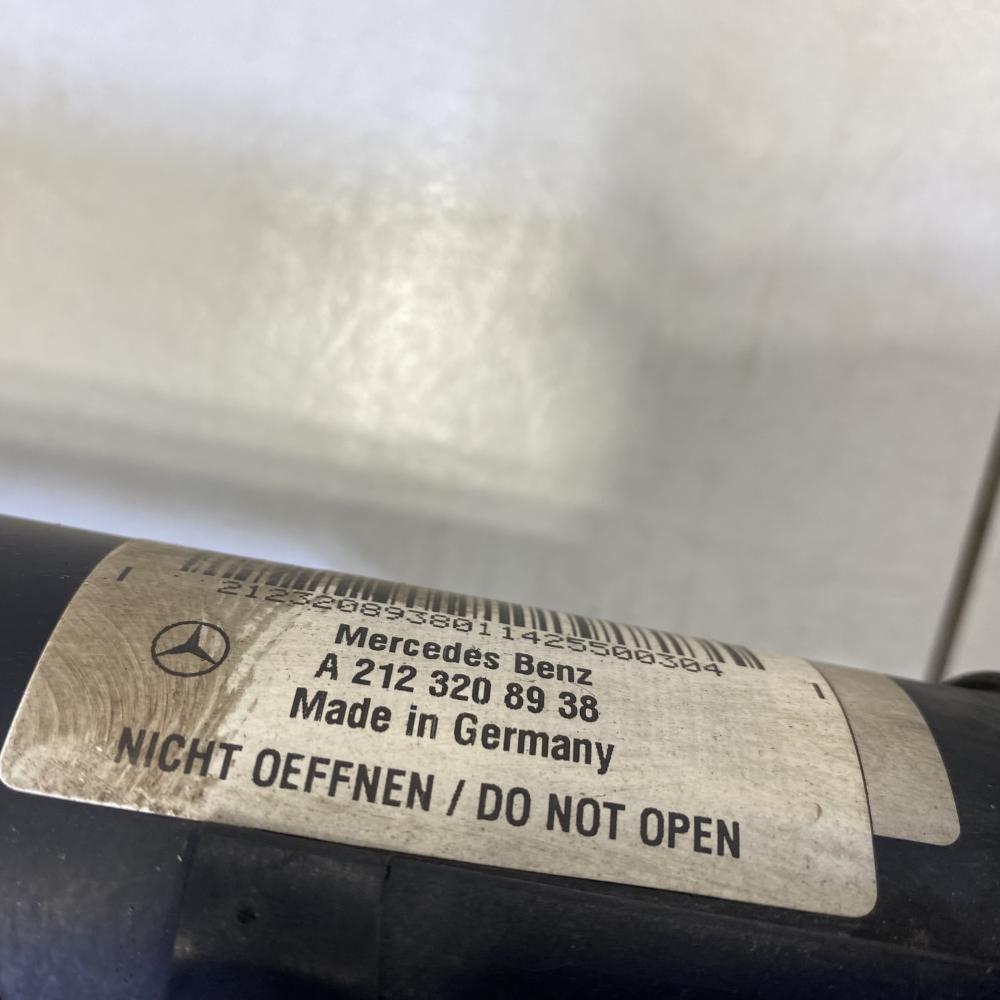 2123208938011425500304
Mercedes Benz
A 212 320 89 38
Made in Germany
NICHT OEFFNEN / DO NOT OPEN